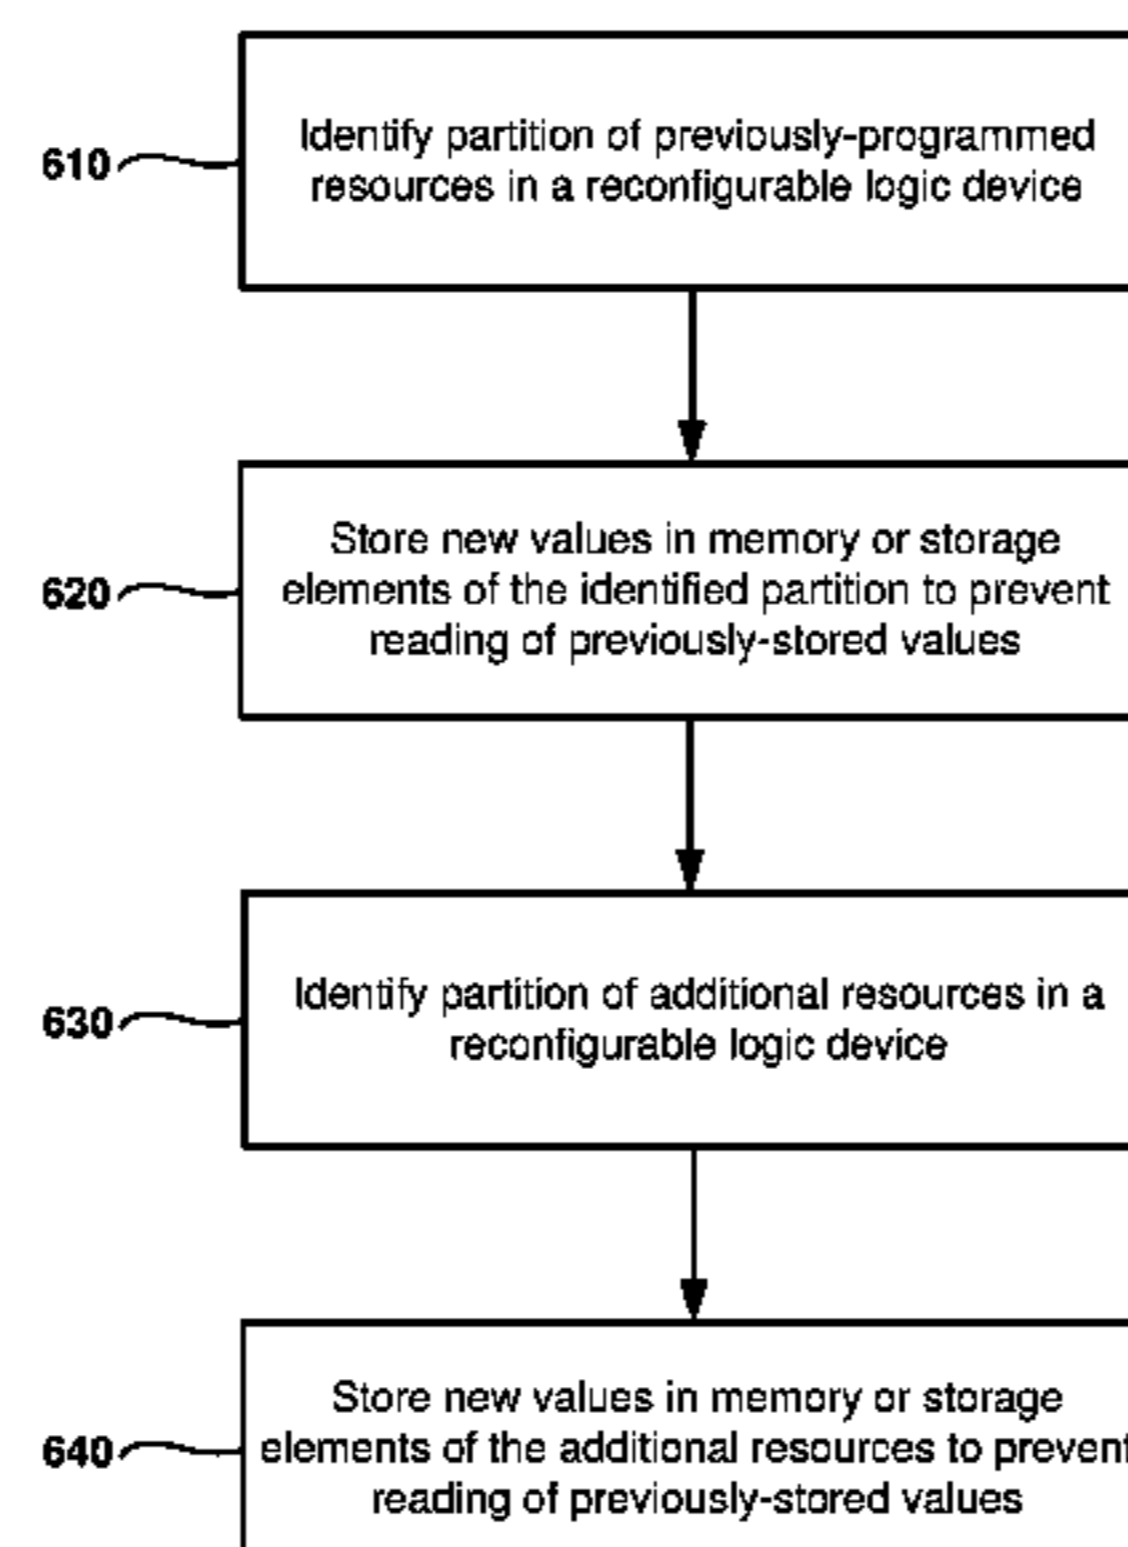 610
Identify partition of previously-programmed
resources in a reconfigurable logic device
620
Store new values in memory or storage
elements of the identified partition to prevent
reading of previously-stored values
630
Identify partition of additional resources in a
reconfigurable logic device
640
Store new values in memory or storage
elements of the additional resources to prevent
reading of previously-stored values